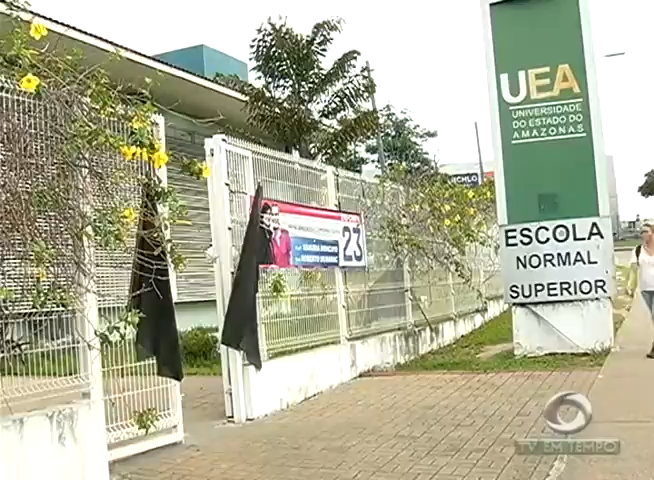 UEA
UNIVERSIDADE
DO ESTADO DO
AMAZONAS
ESCOLA
NORMAL
SUPERIOR
23
TV EM TEMPO